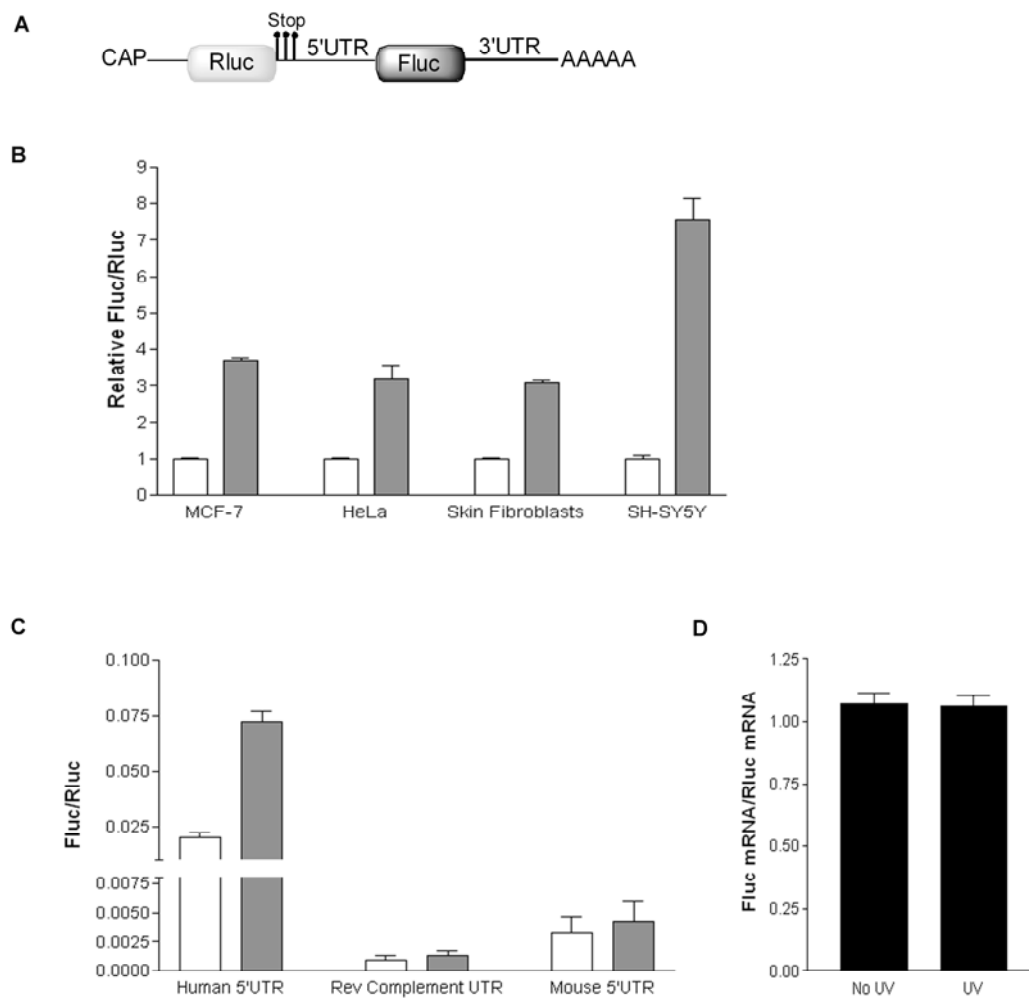 A
Stop
CAP Rluc 5'UTR Fluc 3'UTR AAAAA
B
Relative Fluc/Rluc
9
8
7
6
5
4
3
2
1
0
MCF-7 HeLa Skin Fibroblasts SH-SY5Y
C
Fluc/Rluc
0.100
0.075
0.050
0.025
0.0075
0.0050
0.0025
0.0000
Human 5'UTR Rev Complement UTR Mouse 5'UTR
D
Fluc mRNA/Rluc mRNA
1.25
1.00
0.75
0.50
0.25
0.00
No UV UV